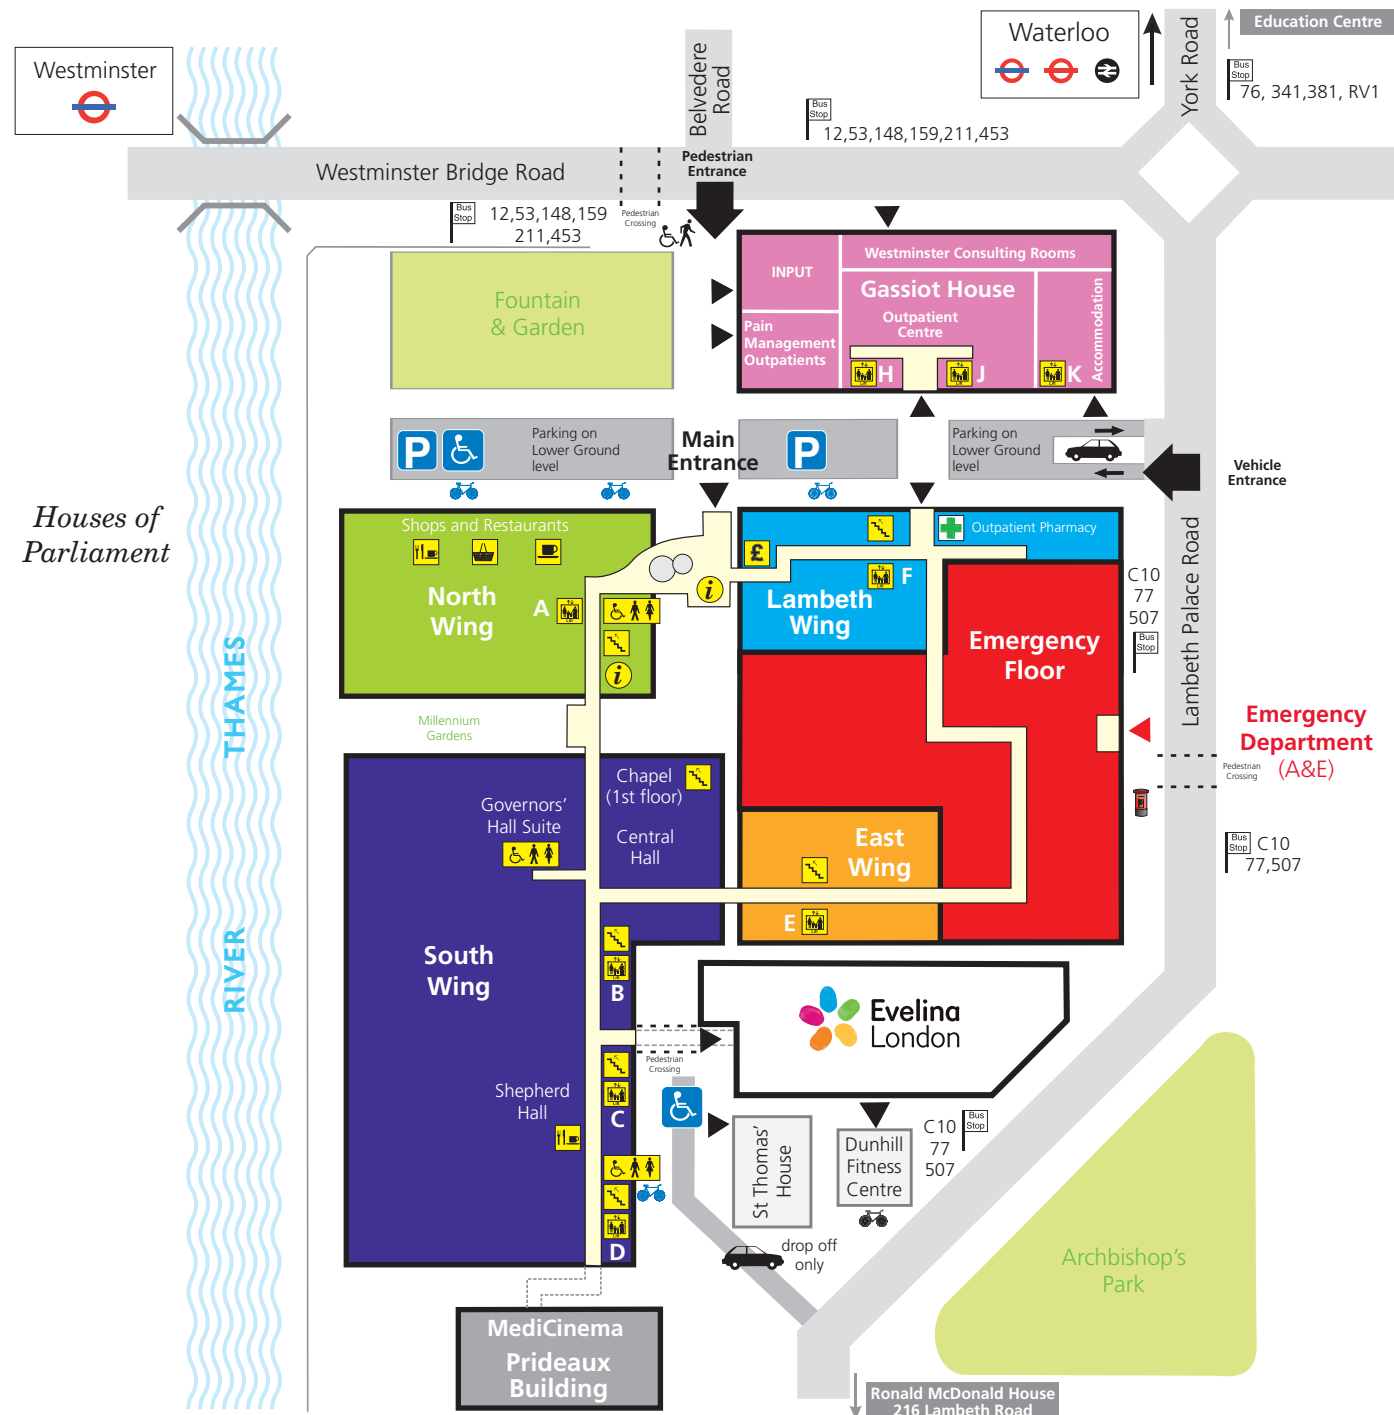 Westminster
Waterloo
York Road
Education Centre
Bus
Stop
76, 341,381, RV1
Belvedere
Road
Bus
Stop
12,53,148,159,211,453
Pedestrian
Entrance
Westminster Bridge Road
Bus
Stop
12,53,148,159
211,453
Pedestrian
Crossing
Fountain
& Garden
INPUT
Westminster Consulting Rooms
Gassiot House
Outpatient
Centre
Pain
Management
Outpatients
Accommodation
H
J
K
P
Parking on
Lower Ground
level
Main
Entrance
P
Parking on
Lower Ground
level
Vehicle
Entrance
Houses of
Parliament
Shops and Restaurants
North
Wing
A
i
i
£
Outpatient Pharmacy
F
Lambeth
Wing
Emergency
Floor
C10
77
507
Bus
Stop
Lambeth Palace Road
Emergency
Department
(A&E)
Pedestrian
Crossing
RIVER THAMES
Millennium
Gardens
Chapel
(1st floor)
Governors'
Hall Suite
Central
Hall
East
Wing
E
Bus
Stop
C10
77,507
South
Wing
B
Evelina
London
Pedestrian
Crossing
Shepherd
Hall
C
St Thomas'
House
Dunhill
Fitness
Centre
C10
77
507
Bus
Stop
D
drop off
only
Archbishop's
Park
MediCinema
Prideaux
Building
Ronald McDonald House
216 Lambeth Road